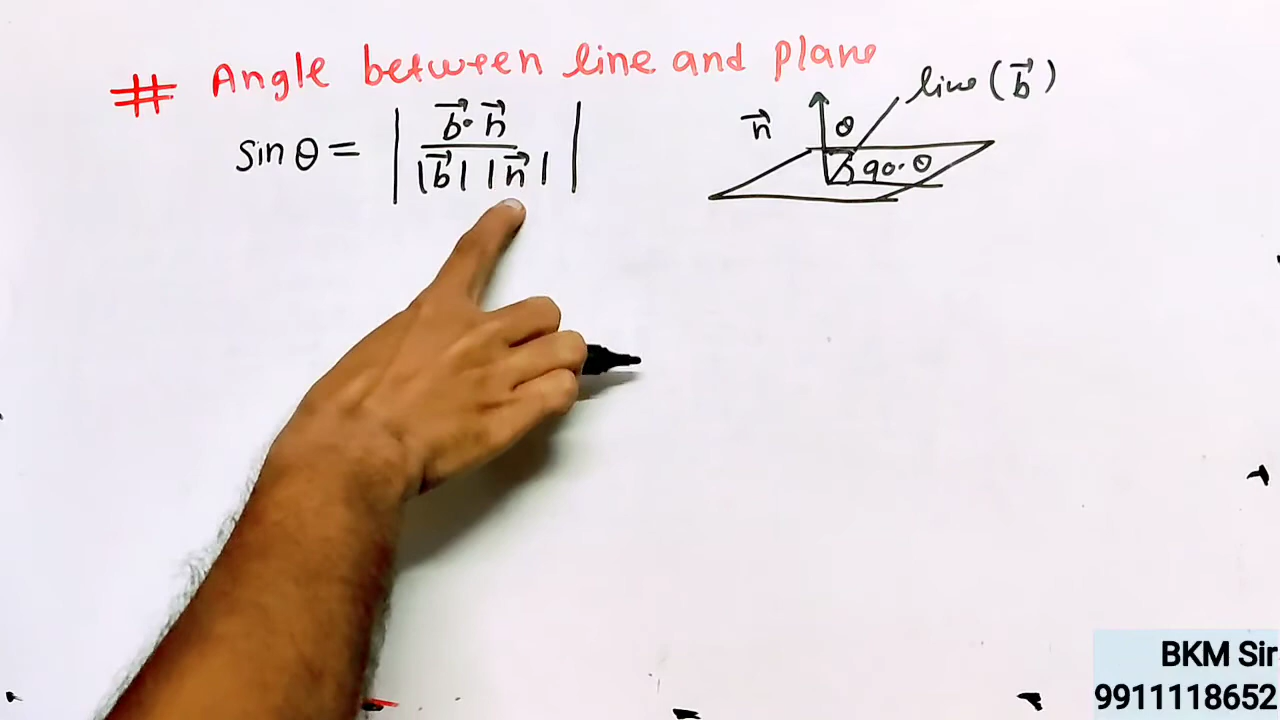 # Angle between line and plane
sin θ = | b⃗ · n⃗ / |b⃗| |n⃗| |
line (b⃗)
n⃗
θ
90·θ
BKM Sir
9911118652